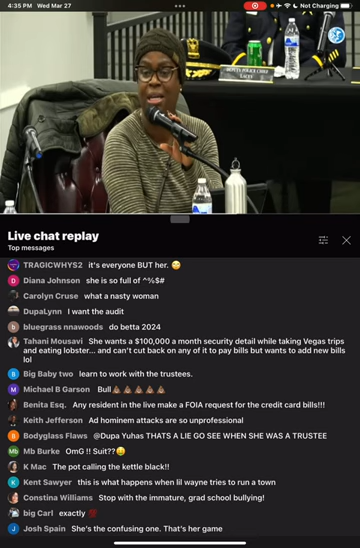 4:35 PM Wed Mar 27
Not Charging
DEPUTY POLICE CHIEF
LACEY
Live chat replay
Top messages
TRAGICWHYS2 it's everyone BUT her. 🙄
Diana Johnson she is so full of ^%$#
Carolyn Cruse what a nasty woman
DupaLynn I want the audit
b bluegrass nnawoods do betta 2024
Tahani Mousavi She wants a $100,000 a month security detail while taking Vegas trips
and eating lobster... and can't cut back on any of it to pay bills but wants to add new bills
lol
B Big Baby two learn to work with the trustees.
M Michael B Garson Bull💩💩💩💩💩
Benita Esq. Any resident in the live make a FOIA request for the credit card bills!!!
Keith Jefferson Ad hominem attacks are so unprofessional
B Bodyglass Flaws @Dupa Yuhas THATS A LIE GO SEE WHEN SHE WAS A TRUSTEE
Mb Mb Burke OmG !! Suit??🤑
K Mac The pot calling the kettle black!!
K Kent Sawyer this is what happens when lil wayne tries to run a town
Constina Williams Stop with the immature, grad school bullying!
big Carl exactly 💯
J Josh Spain She's the confusing one. That's her game